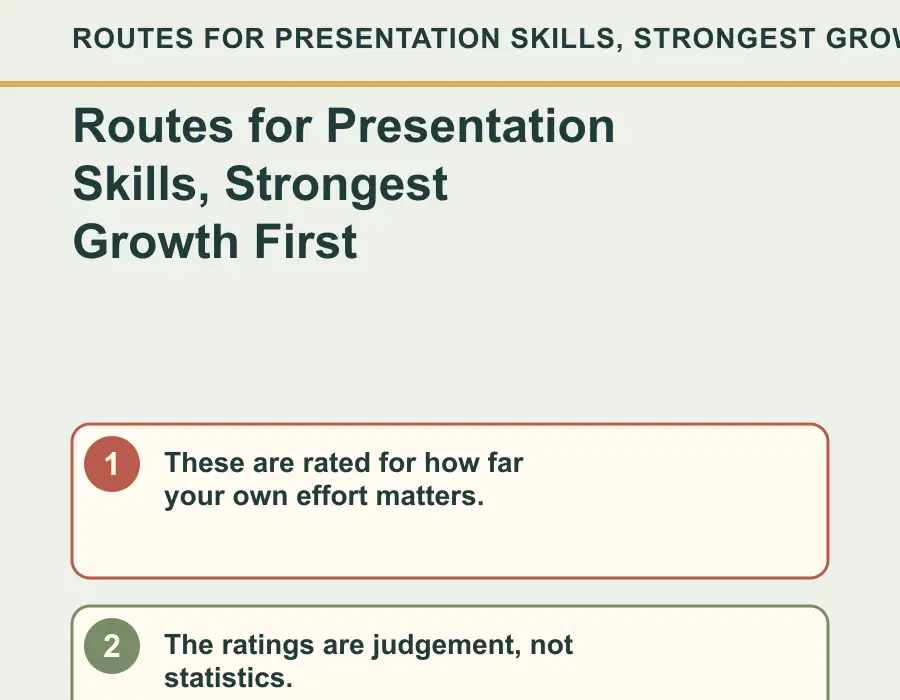 ROUTES FOR PRESENTATION SKILLS, STRONGEST
Routes for Presentation
Skills, Strongest
Growth First
1
These are rated for how far
your own effort matters.
2
The ratings are judgement, not
statistics.